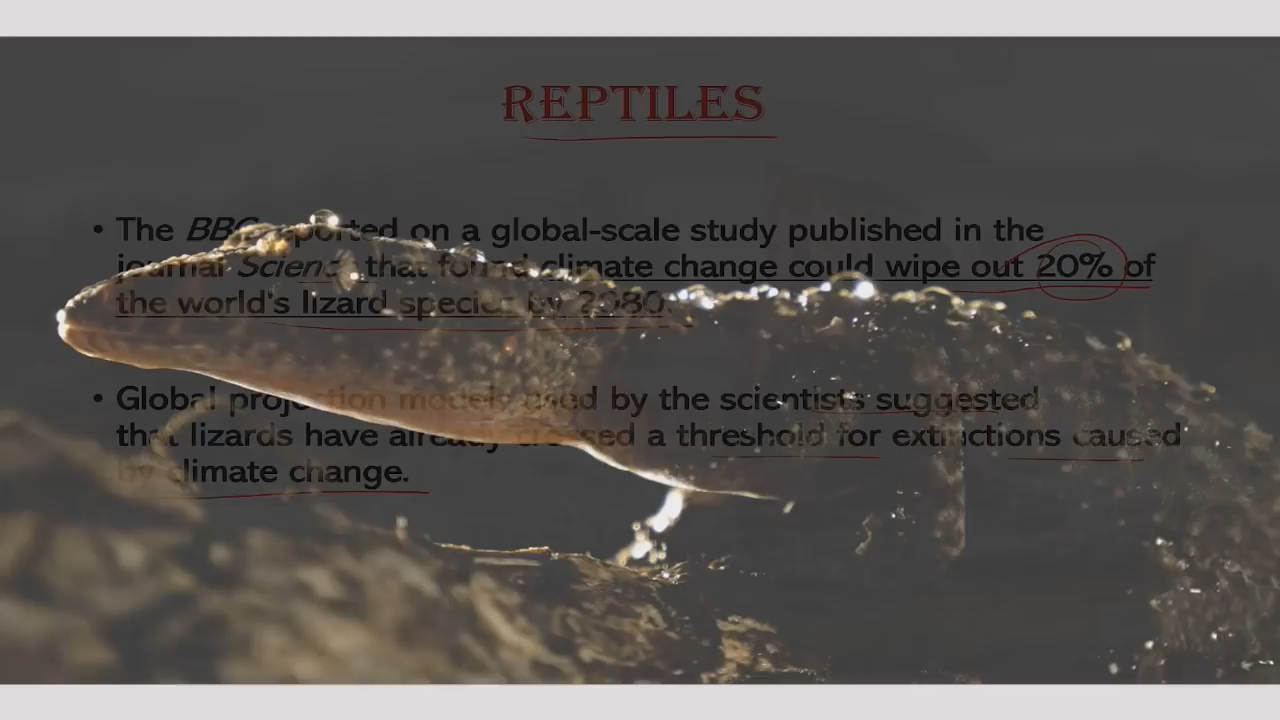 REPTILES
• The BBC reported on a global-scale study published in the
journal Science that found climate change could wipe out 20% of
the world's lizard species by 2080.
• Global projection models used by the scientists suggested
that lizards have already crossed a threshold for extinctions caused
by climate change.